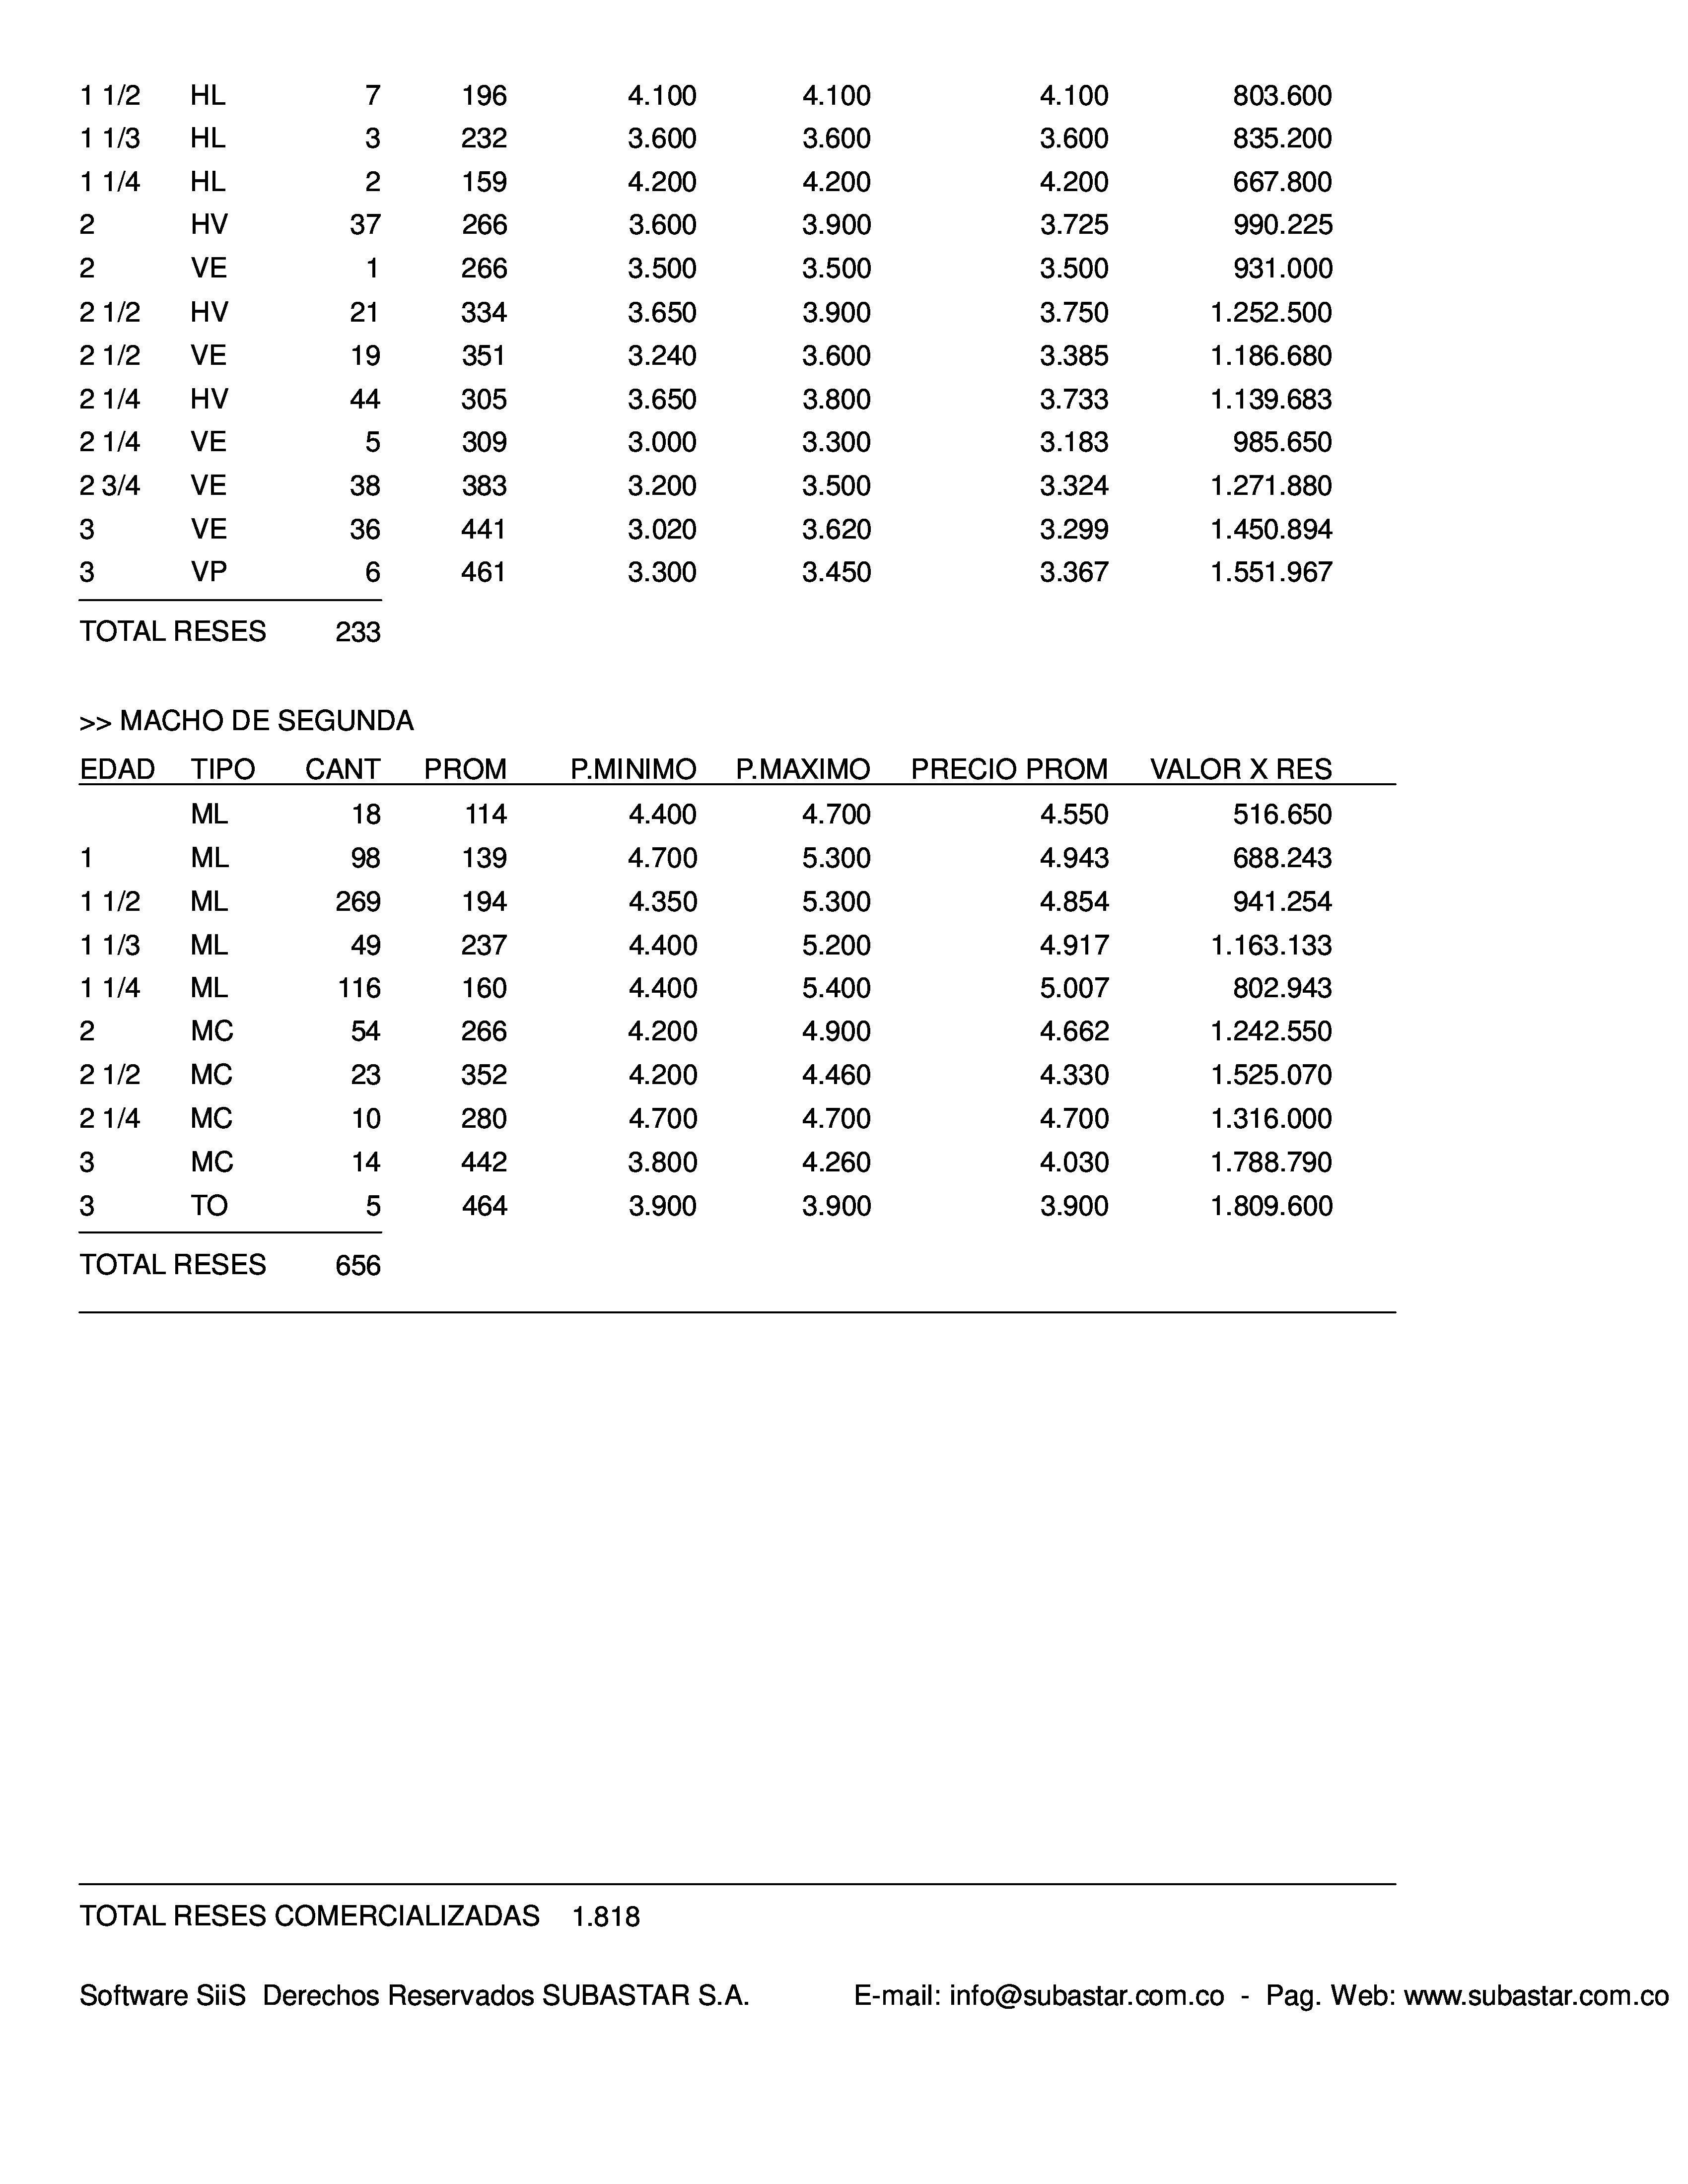 1 1/2 HL 7 196 4.100 4.100 4.100 803.600
1 1/3 HL 3 232 3.600 3.600 3.600 835.200
1 1/4 HL 2 159 4.200 4.200 4.200 667.800
2 HV 37 266 3.600 3.900 3.725 990.225
2 VE 1 266 3.500 3.500 3.500 931.000
2 1/2 HV 21 334 3.650 3.900 3.750 1.252.500
2 1/2 VE 19 351 3.240 3.600 3.385 1.186.680
2 1/4 HV 44 305 3.650 3.800 3.733 1.139.683
2 1/4 VE 5 309 3.000 3.300 3.183 985.650
2 3/4 VE 38 383 3.200 3.500 3.324 1.271.880
3 VE 36 441 3.020 3.620 3.299 1.450.894
3 VP 6 461 3.300 3.450 3.367 1.551.967
TOTAL RESES 233
>> MACHO DE SEGUNDA
EDAD TIPO CANT PROM P.MINIMO P.MAXIMO PRECIO PROM VALOR X RES
ML 18 114 4.400 4.700 4.550 516.650
1 ML 98 139 4.700 5.300 4.943 688.243
1 1/2 ML 269 194 4.350 5.300 4.854 941.254
1 1/3 ML 49 237 4.400 5.200 4.917 1.163.133
1 1/4 ML 116 160 4.400 5.400 5.007 802.943
2 MC 54 266 4.200 4.900 4.662 1.242.550
2 1/2 MC 23 352 4.200 4.460 4.330 1.525.070
2 1/4 MC 10 280 4.700 4.700 4.700 1.316.000
3 MC 14 442 3.800 4.260 4.030 1.788.790
3 TO 5 464 3.900 3.900 3.900 1.809.600
TOTAL RESES 656
TOTAL RESES COMERCIALIZADAS 1.818
Software SiiS Derechos Reservados SUBASTAR S.A. E-mail: info@subastar.com.co - Pag. Web: www.subastar.com.co